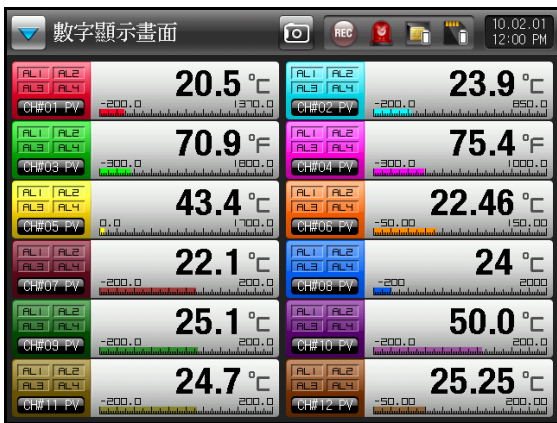 數字顯示畫面 REC 10.02.01
12:00 PM
AL1 AL2
AL3 AL4
CH#01 PV
20.5 °C
-200.0 1370.0
AL1 AL2
AL3 AL4
CH#02 PV
23.9 °C
-200.0 850.0
AL1 AL2
AL3 AL4
CH#03 PV
70.9 °F
-300.0 1800.0
AL1 AL2
AL3 AL4
CH#04 PV
75.4 °F
-300.0 1000.0
AL1 AL2
AL3 AL4
CH#05 PV
43.4 °C
0.0 1700.0
AL1 AL2
AL3 AL4
CH#06 PV
22.46 °C
-50.00 150.00
AL1 AL2
AL3 AL4
CH#07 PV
22.1 °C
-200.0 200.0
AL1 AL2
AL3 AL4
CH#08 PV
24 °C
-200 2000
AL1 AL2
AL3 AL4
CH#09 PV
25.1 °C
-200.0 200.0
AL1 AL2
AL3 AL4
CH#10 PV
50.0 °C
-200.0 200.0
AL1 AL2
AL3 AL4
CH#11 PV
24.7 °C
-200.0 200.0
AL1 AL2
AL3 AL4
CH#12 PV
25.25 °C
-50.00 200.00